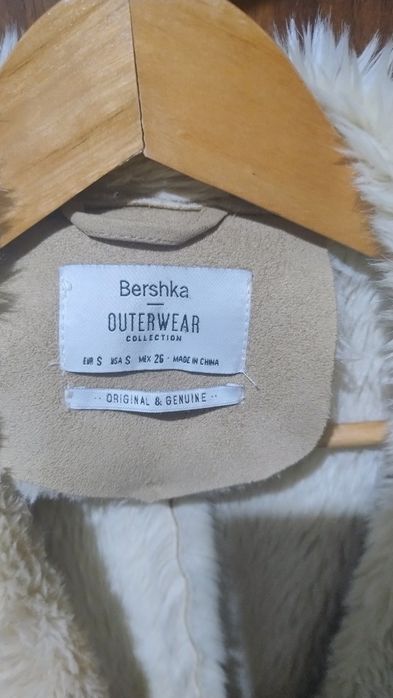 Bershka
OUTERWEAR
COLLECTION
EUR S USA S MEX 26 - MADE IN CHINA
·· ORIGINAL & GENUINE ··